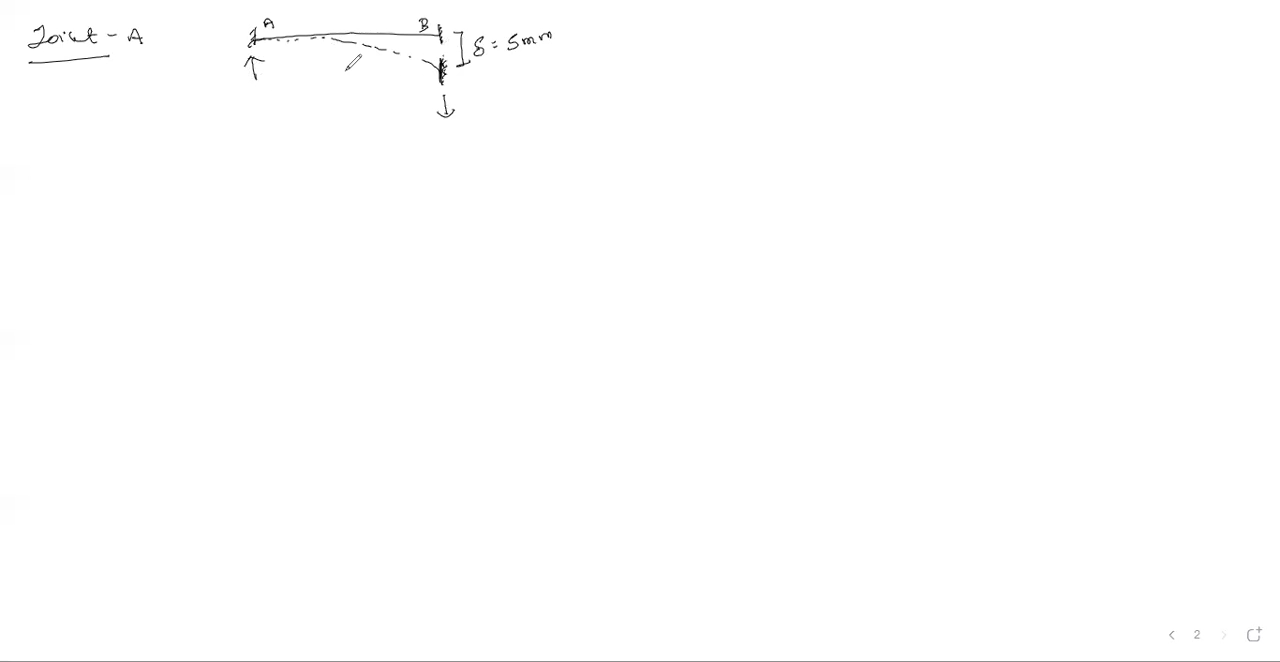 Joint - A
A B
δ = 5mm
2